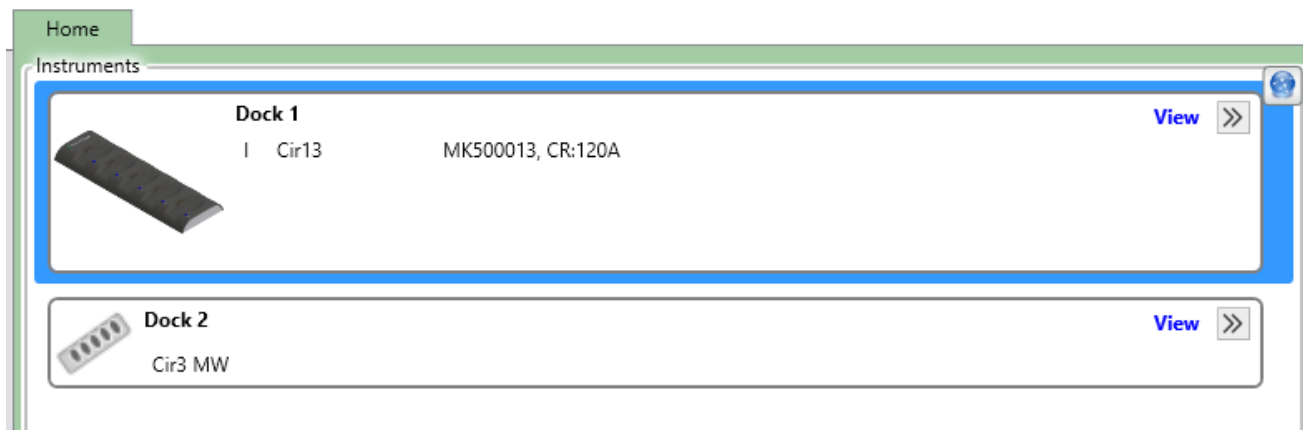 Home
Instruments
Dock 1
View
I Cir13 MK500013, CR:120A
Dock 2
View
Cir3 MW